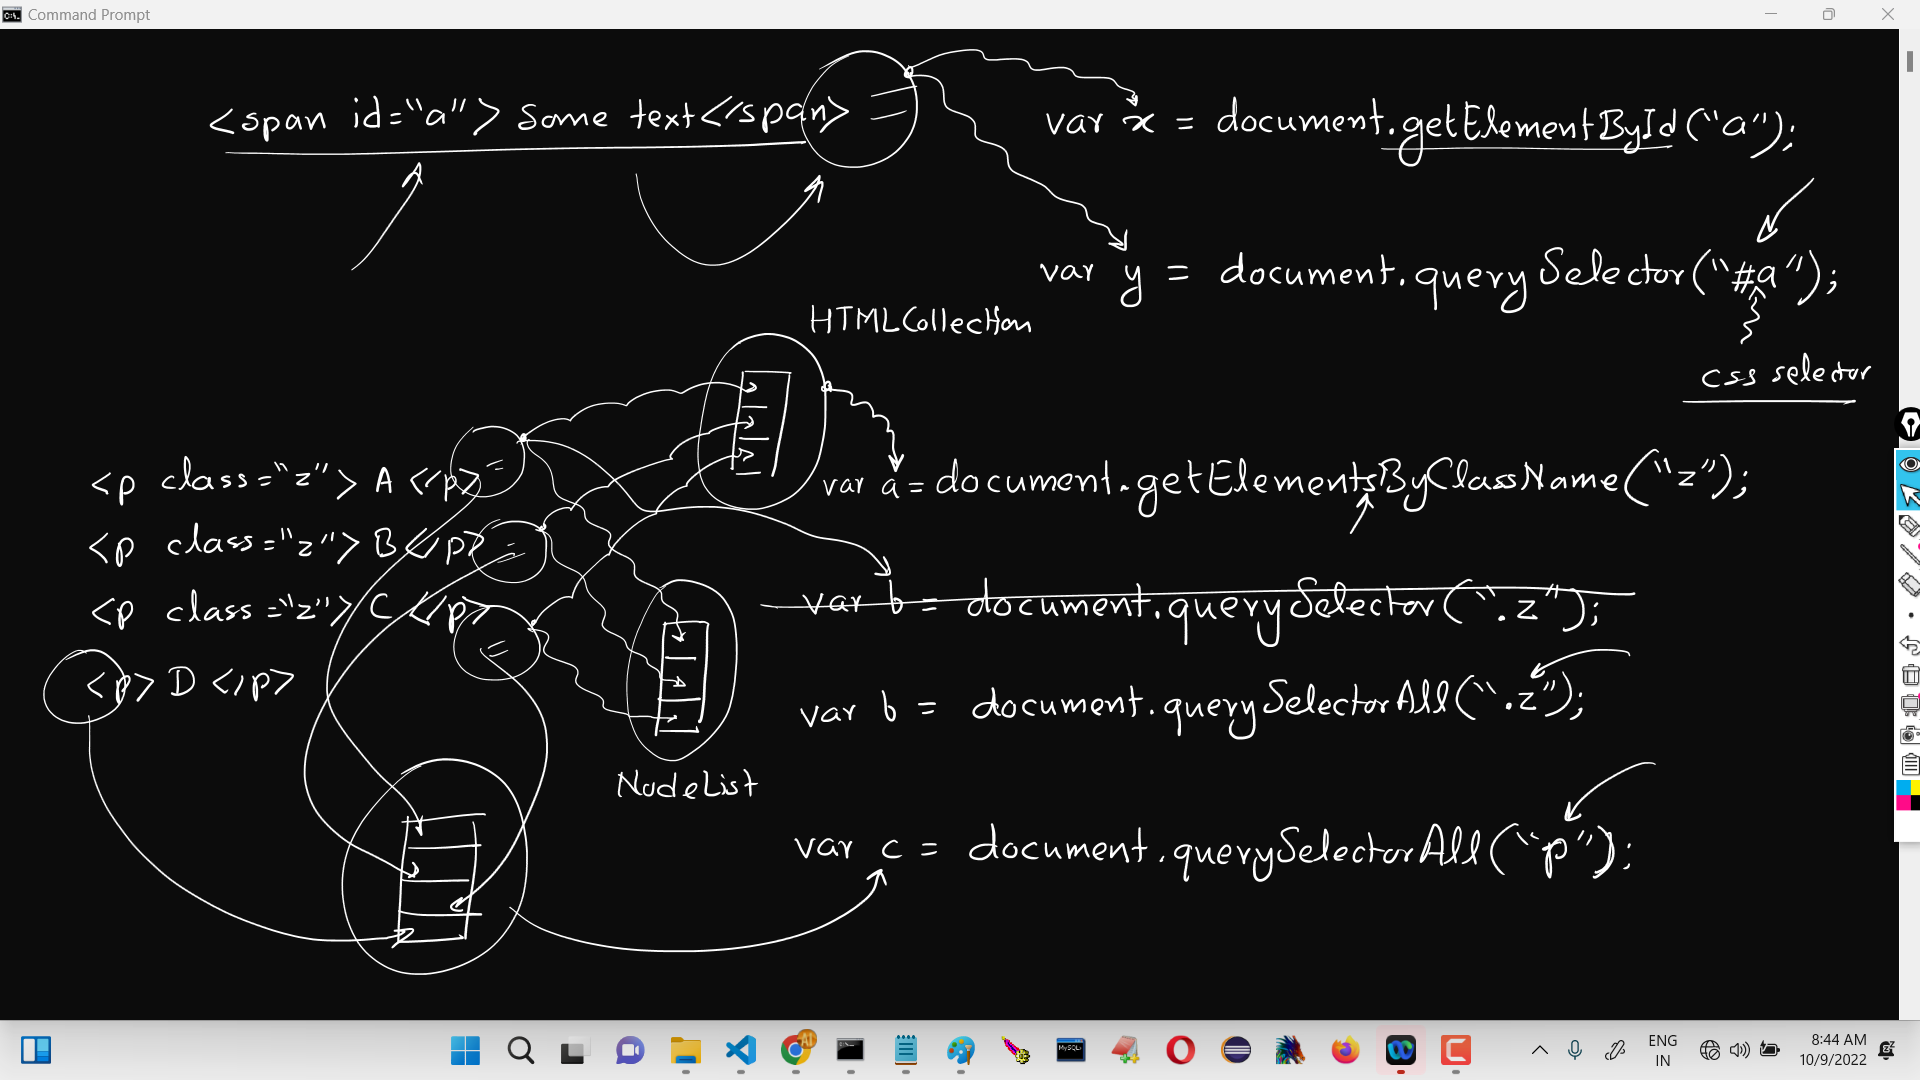 Command Prompt
<span id="a"> Some text</span>
var x = document.getElementById("a");
var y = document.querySelector("#a");
css selector
HTMLCollection
<p class="z"> A </p>
var a = document.getElementsByClassName("z");
<p class="z"> B </p>
<p class="z"> C </p>
var b = document.querySelector(".z");
<p> D </p>
var b = document.querySelectorAll(".z");
NodeList
var c = document.querySelectorAll("p");
ENG
IN
8:44 AM
10/9/2022